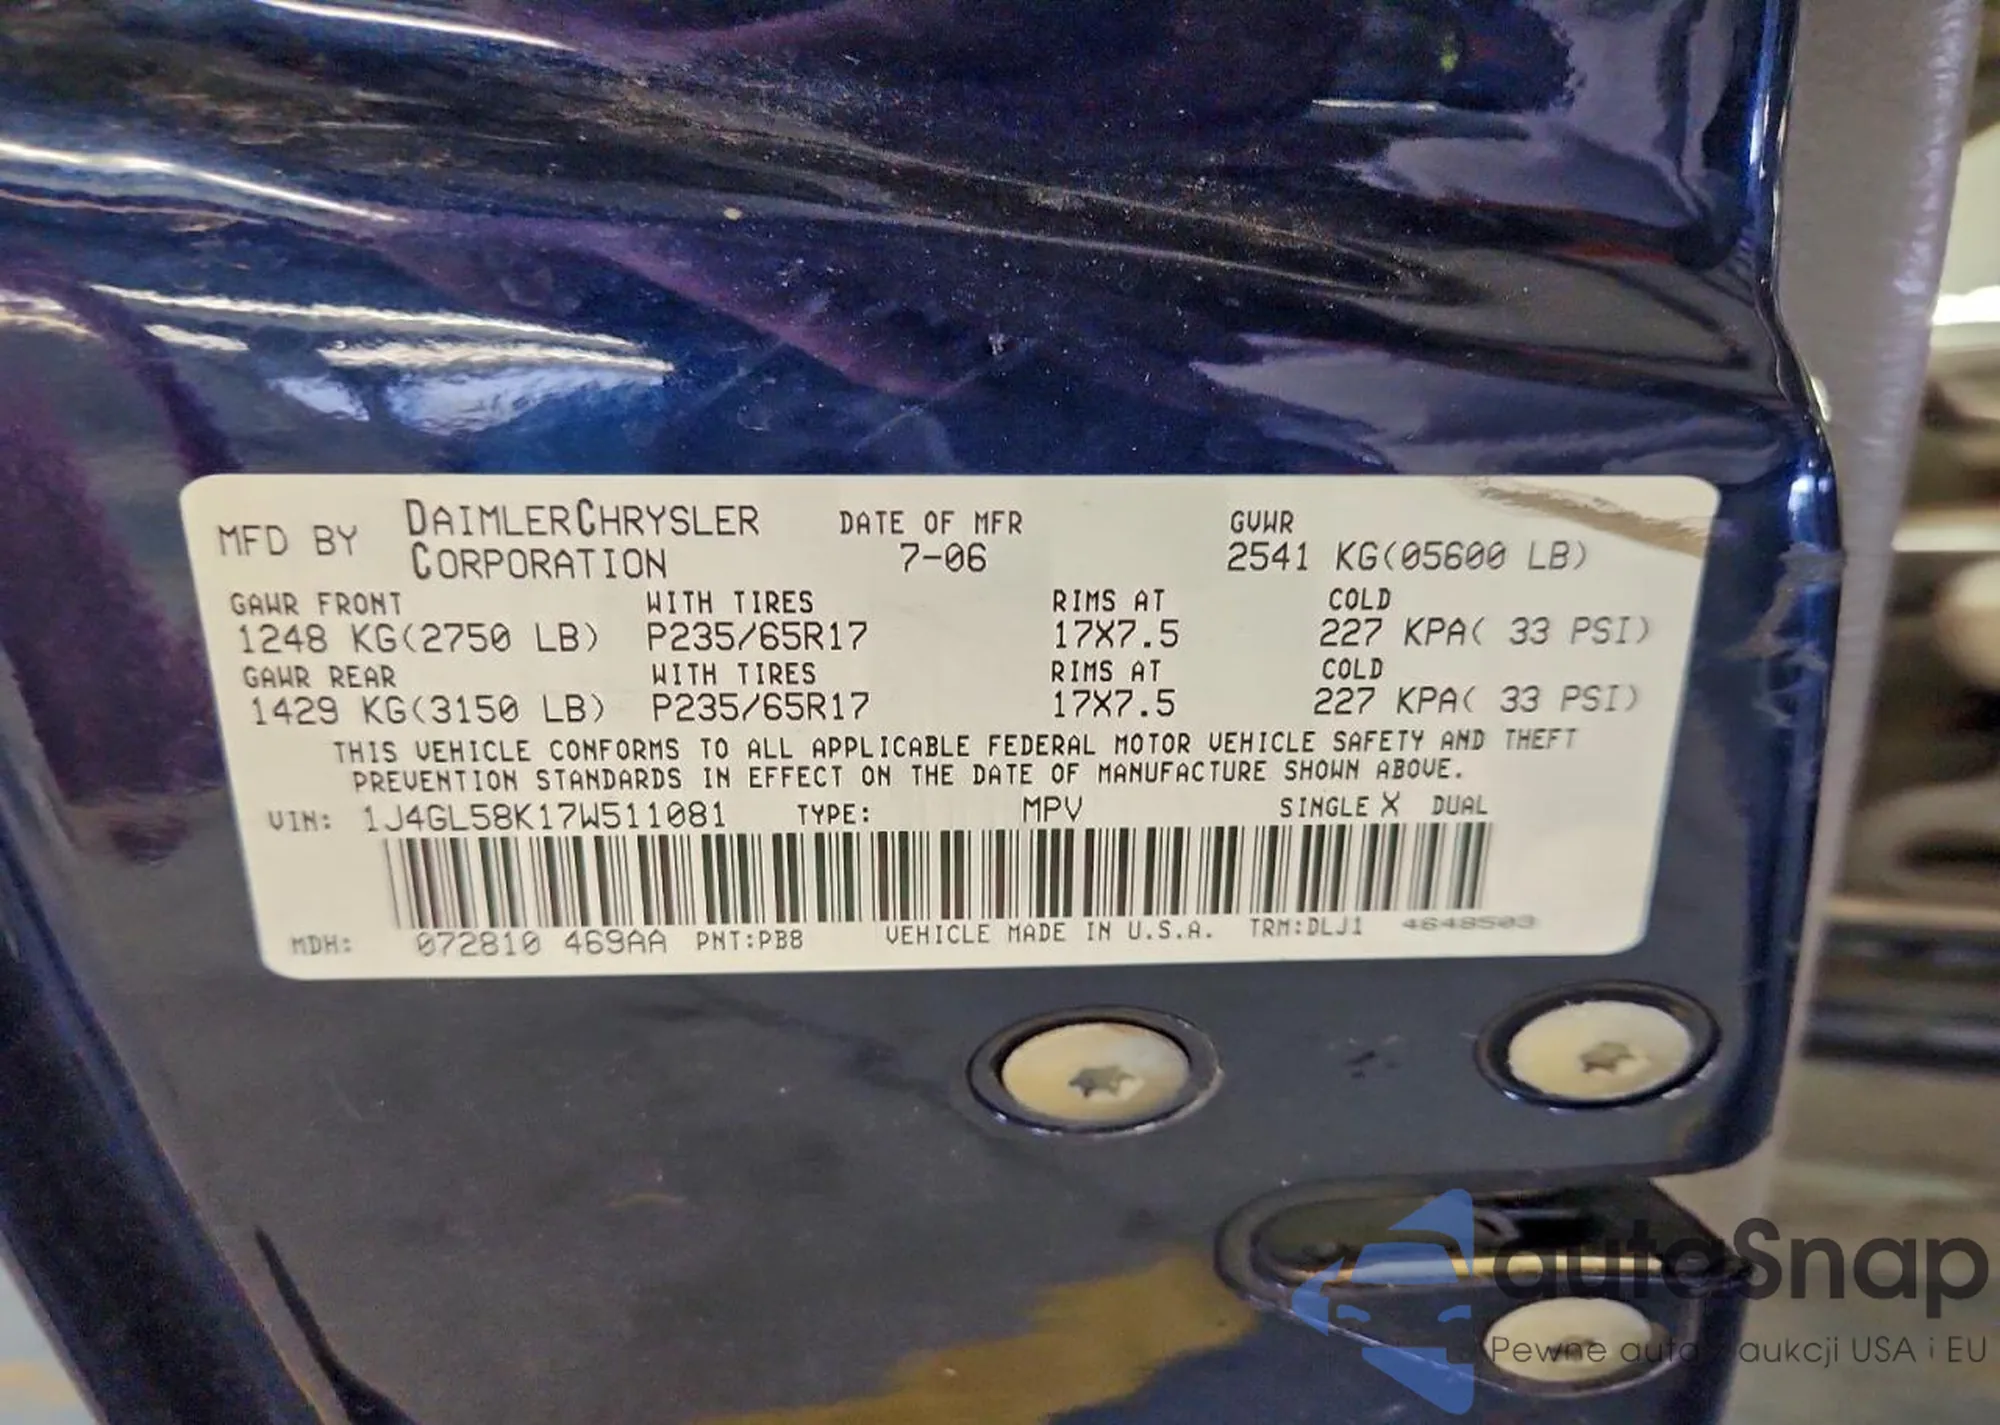 MFD BY DAIMLERCHRYSLER CORPORATION DATE OF MFR 7-06 GVWR 2541 KG(05600 LB)
GAWR FRONT WITH TIRES RIMS AT COLD
1248 KG(2750 LB) P235/65R17 17X7.5 227 KPA( 33 PSI)
GAWR REAR WITH TIRES RIMS AT COLD
1429 KG(3150 LB) P235/65R17 17X7.5 227 KPA( 33 PSI)
THIS VEHICLE CONFORMS TO ALL APPLICABLE FEDERAL MOTOR VEHICLE SAFETY AND THEFT
PREVENTION STANDARDS IN EFFECT ON THE DATE OF MANUFACTURE SHOWN ABOVE.
VIN: 1J4GL58K17W511081 TYPE: MPV SINGLE X DUAL
MDH: 072810 469AA PNT:PB8 VEHICLE MADE IN U.S.A. TRM:DLJ1 4648503
autoSnap
Pewne auta z aukcji USA i EU